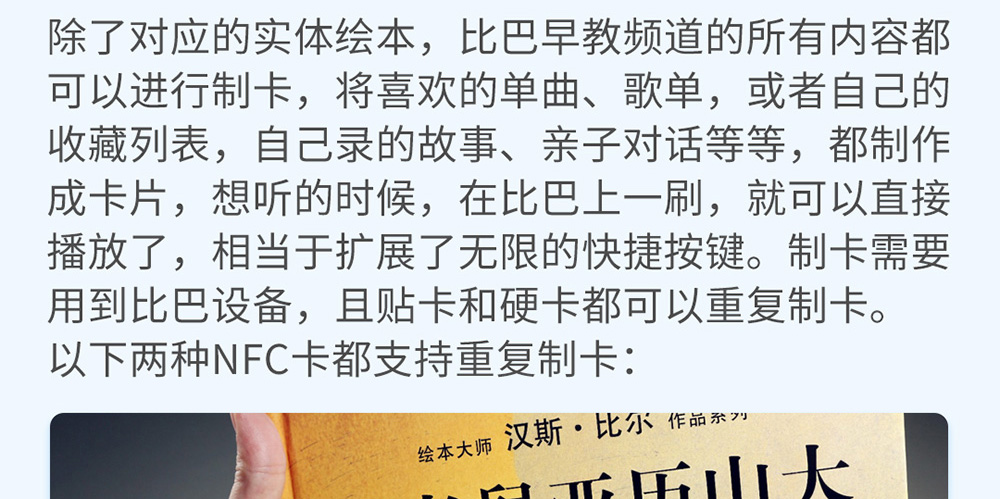 除了对应的实体绘本，比巴早教频道的所有内容都
可以进行制卡，将喜欢的单曲、歌单，或者自己的
收藏列表，自己录的故事、亲子对话等等，都制作
成卡片，想听的时候，在比巴上一刷，就可以直接
播放了，相当于扩展了无限的快捷按键。制卡需要
用到比巴设备，且贴卡和硬卡都可以重复制卡。
以下两种NFC卡都支持重复制卡：
绘本大师 汉斯·比尔 作品系列
亚历山大